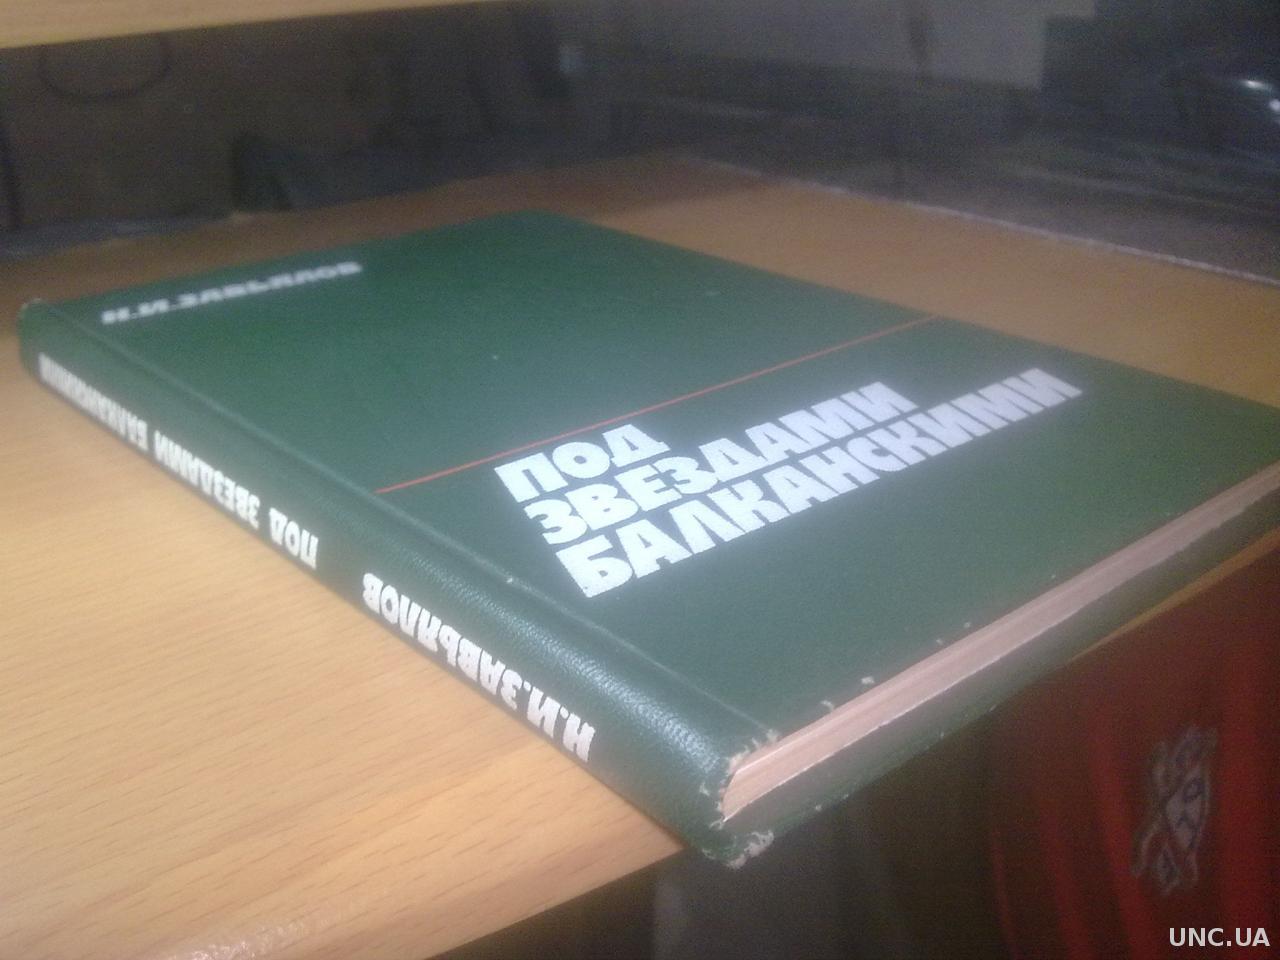 Н.И.ЗАВЬЯЛОВ
ПОД
ЗВЕЗДАМИ
БАЛКАНСКИМИ
Н.И.ЗАВЬЯЛОВ ПОД ЗВЕЗДАМИ БАЛКАНСКИМИ
UNC.UA